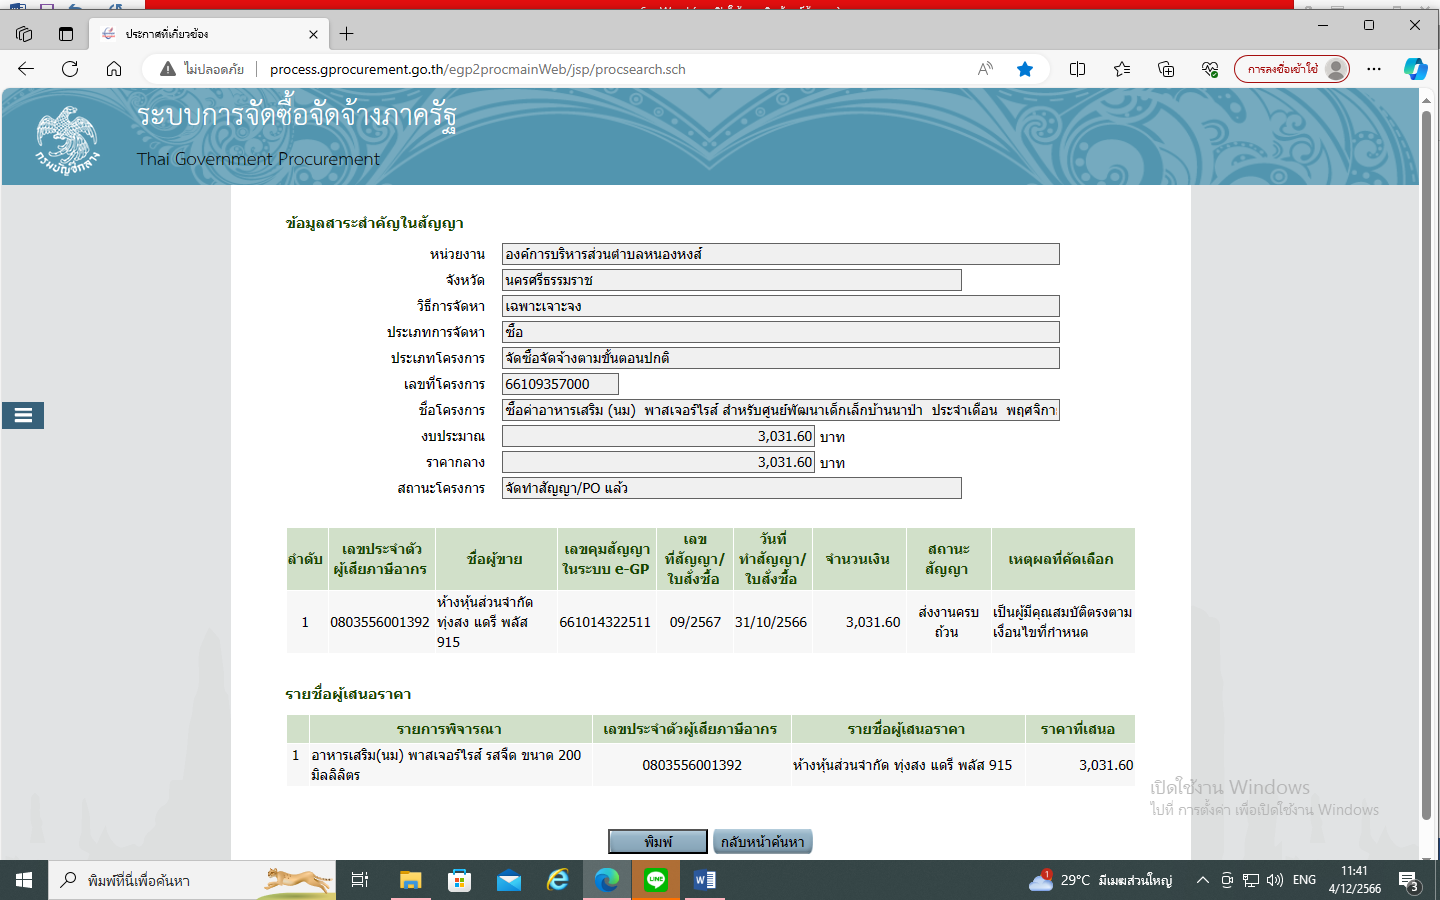 ประกาศที่เกี่ยวข้อง
ไม่ปลอดภัย
process.gprocurement.go.th/egp2procmainWeb/jsp/procsearch.sch
การลงชื่อเข้าใช้
ระบบการจัดซื้อจัดจ้างภาครัฐ
Thai Government Procurement
กรมบัญชีกลาง
ข้อมูลสาระสำคัญในสัญญา
หน่วยงาน องค์การบริหารส่วนตำบลหนองหงส์
จังหวัด นครศรีธรรมราช
วิธีการจัดหา เฉพาะเจาะจง
ประเภทการจัดหา ซื้อ
ประเภทโครงการ จัดซื้อจัดจ้างตามขั้นตอนปกติ
เลขที่โครงการ 66109357000
ชื่อโครงการ ซื้อค่าอาหารเสริม (นม) พาสเจอร์ไรส์ สำหรับศูนย์พัฒนาเด็กเล็กบ้านนาป่า ประจำเดือน พฤศจิกา
งบประมาณ 3,031.60 บาท
ราคากลาง 3,031.60 บาท
สถานะโครงการ จัดทำสัญญา/PO แล้ว
ลำดับ เลขประจำตัวผู้เสียภาษีอากร ชื่อผู้ขาย เลขคุมสัญญาในระบบ e-GP เลขที่สัญญา/ใบสั่งซื้อ วันที่ทำสัญญา/ใบสั่งซื้อ จำนวนเงิน สถานะสัญญา เหตุผลที่คัดเลือก
1 0803556001392 ห้างหุ้นส่วนจำกัด ทุ่งสง แดรี่ พลัส 915 661014322511 09/2567 31/10/2566 3,031.60 ส่งงานครบถ้วน เป็นผู้มีคุณสมบัติตรงตามเงื่อนไขที่กำหนด
รายชื่อผู้เสนอราคา
รายการพิจารณา เลขประจำตัวผู้เสียภาษีอากร รายชื่อผู้เสนอราคา ราคาที่เสนอ
1 อาหารเสริม(นม) พาสเจอร์ไรส์ รสจืด ขนาด 200 มิลลิลิตร 0803556001392 ห้างหุ้นส่วนจำกัด ทุ่งสง แดรี่ พลัส 915 3,031.60
เปิดใช้งาน Windows
ไปที่ การตั้งค่า เพื่อเปิดใช้งาน Windows
พิมพ์ กลับหน้าค้นหา
พิมพ์ที่นี่เพื่อค้นหา
1 29°C มีเมฆส่วนใหญ่ ENG 11:41
4/12/2566 3